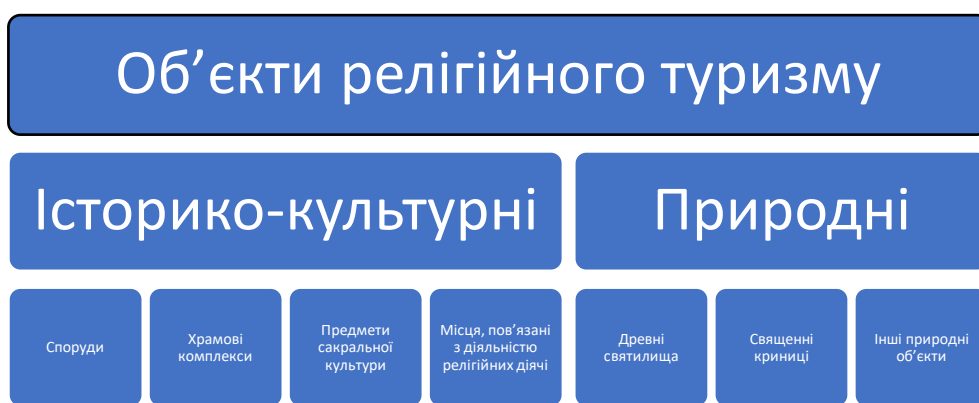 Об’єкти релігійного туризму
Історико-культурні
Природні
Споруди
Храмові
комплекси
Предмети
сакральної
культури
Місця, пов’язані
з діяльністю
релігійних діячі
Древні
святилища
Священні
криниці
Інші природні
об’єкти